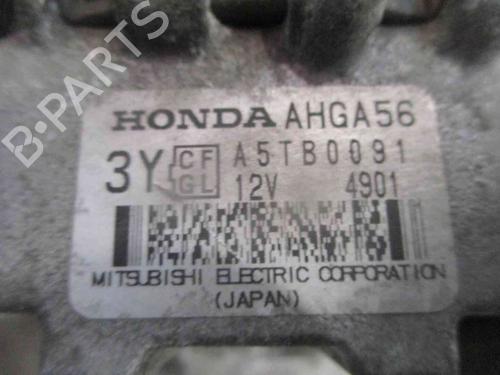 HONDA AHGA56
3Y CF GL A5TB0091
12V 4901
MITSUBISHI ELECTRIC CORPORATION
(JAPAN)
B-PARTS